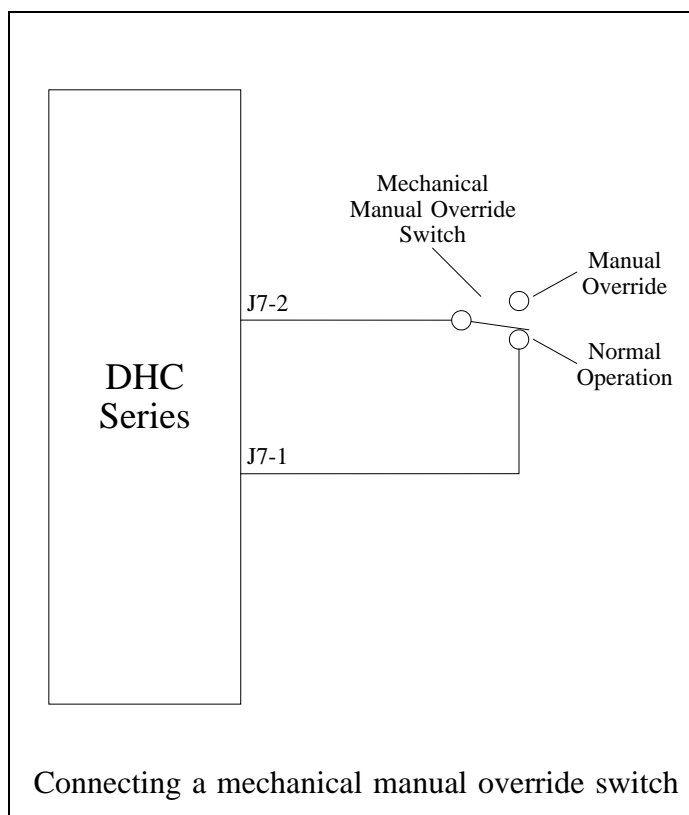 Mechanical
Manual Override
Switch
Manual
Override
J7-2
Normal
Operation
DHC
Series
J7-1
Connecting a mechanical manual override switch